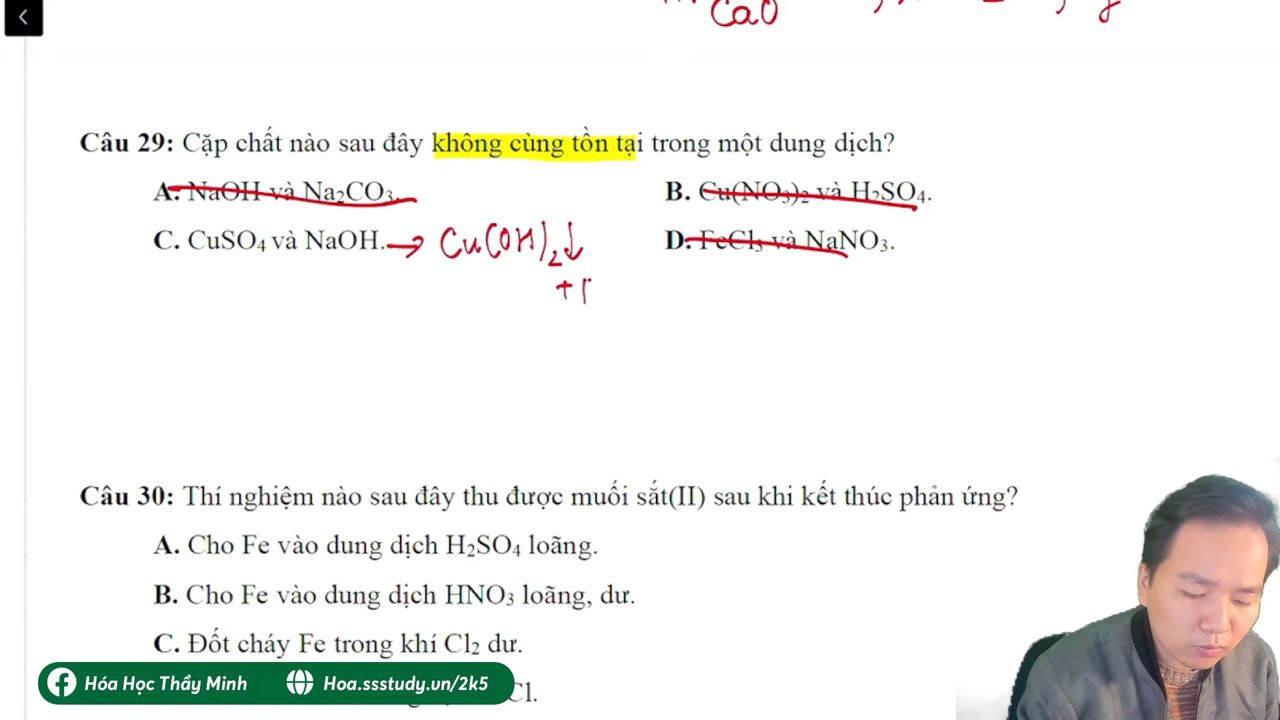 CaO
Câu 29: Cặp chất nào sau đây không cùng tồn tại trong một dung dịch?
A. NaOH và Na₂CO₃.
B. Cu(NO₃)₂ và H₂SO₄.
C. CuSO₄ và NaOH. → Cu(OH)₂↓
D. FeCl₃ và NaNO₃.
+
Câu 30: Thí nghiệm nào sau đây thu được muối sắt(II) sau khi kết thúc phản ứng?
A. Cho Fe vào dung dịch H₂SO₄ loãng.
B. Cho Fe vào dung dịch HNO₃ loãng, dư.
C. Đốt cháy Fe trong khí Cl₂ dư.
Hóa Học Thầy Minh
Hoa.ssstudy.vn/2k5
Cl.